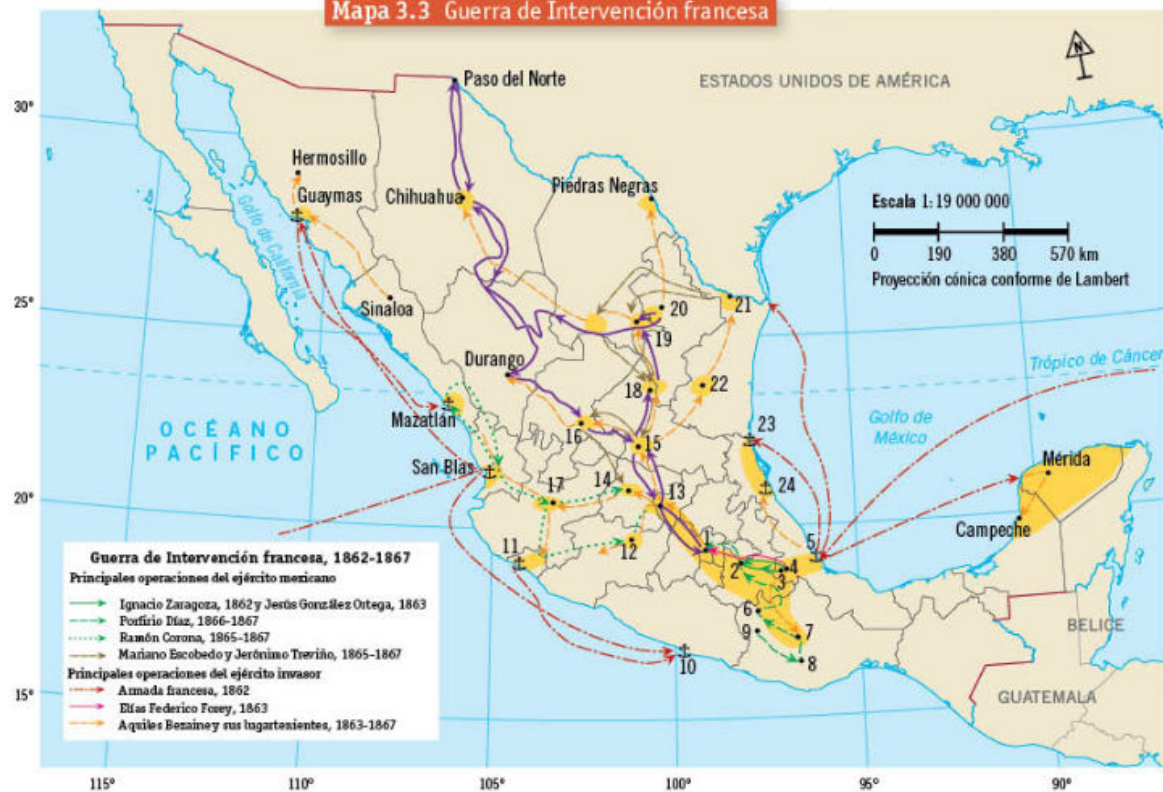 Mapa 3.3 Guerra de Intervención francesa
N
ESTADOS UNIDOS DE AMÉRICA
Paso del Norte
30°
Hermosillo
Guaymas
Chihuahua
Piedras Negras
Golfo de California
Escala 1: 19 000 000
0 190 380 570 km
Proyección cónica conforme de Lambert
25°
Sinaloa
21
20
19
Trópico de Cáncer
Durango
18
22
Mazatlán
OCÉANO
PACÍFICO
Golfo de
México
23
16
15
Mérida
San Blas
24
20°
17
14
13
Campeche
11
12
1
5
2
4
3
6
7
9
8
10
BELICE
GUATEMALA
15°
Guerra de Intervención francesa, 1862-1867
Principales operaciones del ejército mexicano
Ignacio Zaragoza, 1862 y Jesús González Ortega, 1863
Porfirio Díaz, 1866-1867
Ramón Corona, 1865-1867
Mariano Escobedo y Jerónimo Treviño, 1865-1867
Principales operaciones del ejército invasor
Armada francesa, 1862
Elías Federico Forey, 1863
Aquiles Bezaine y sus lugartenientes, 1863-1867
115° 110° 105° 100° 95° 90°